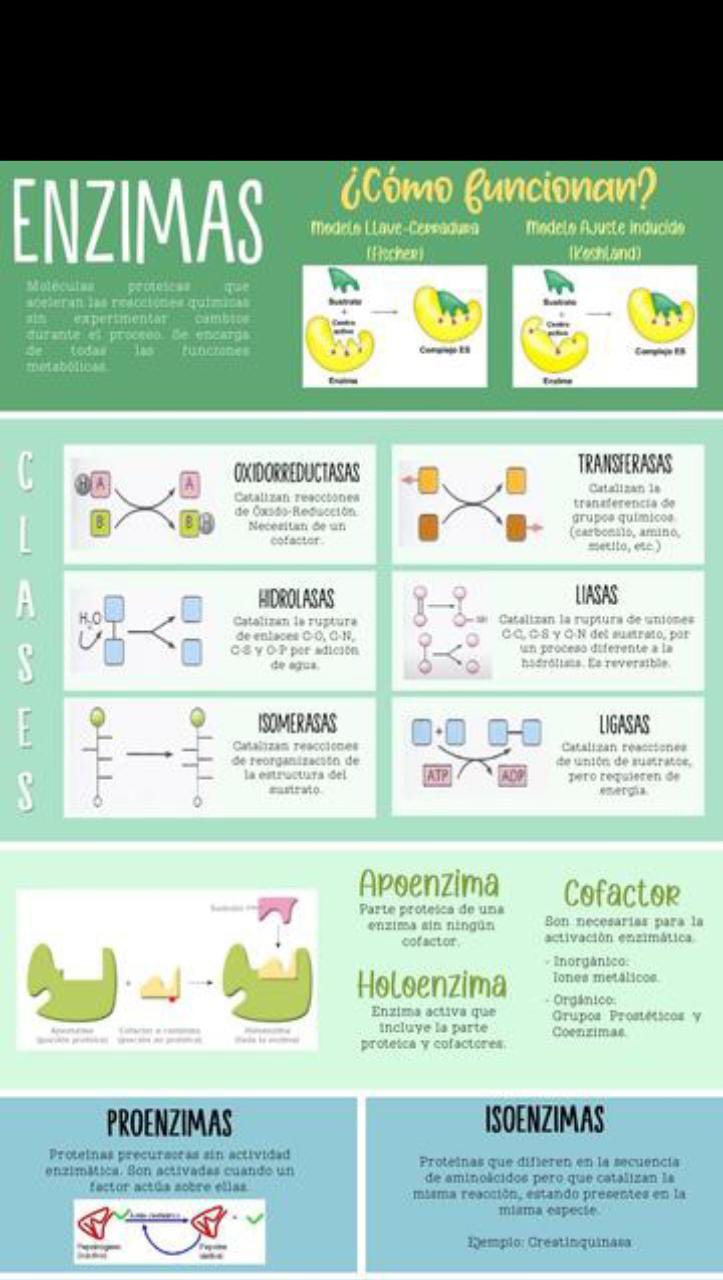 ENZIMAS
Moléculas proteicas que
aceleran las reacciones químicas
sin experimentar cambios
durante el proceso. Se encarga
de todas las funciones
metabólicas.
¿Cómo funcionan?
Modelo LLave-Cerradura
(Fischer)
Sustrato
+
Centro
activo
Enzima
Complejo ES
Modelo Ajuste Inducido
(Koshland)
Sustrato
+
Centro
activo
Enzima
Complejo ES
CLASES
H A
B
A
B H
OXIDORREDUCTASAS
Catalizan reacciones
de Óxido-Reducción.
Necesitan de un
cofactor.
TRANSFERASAS
Catalizan la
transferencia de
grupos químicos.
(carbonilo, amino,
metilo, etc.)
H2O
HIDROLASAS
Catalizan la ruptura
de enlaces C-O, C-N,
C-S y O-P por adición
de agua.
LIASAS
Catalizan la ruptura de uniones
C-C, C-S y C-N del sustrato, por
un proceso diferente a la
hidrólisis. Es reversible.
ISOMERASAS
Catalizan reacciones
de reorganización de
la estructura del
sustrato.
+
ATP
ADP
LIGASAS
Catalizan reacciones
de unión de sustratos,
pero requieren de
energía.
Sustrato
+
Apoenzima
(porción proteica)
Cofactor o coenzima
(porción no proteica)
Holoenzima
(toda la enzima)
Apoenzima
Parte proteica de una
enzima sin ningún
cofactor.
Holoenzima
Enzima activa que
incluye la parte
proteica y cofactores.
Cofactor
Son necesarias para la
activación enzimática.
- Inorgánico:
Iones metálicos.
- Orgánico:
Grupos Prostéticos y
Coenzimas.
PROENZIMAS
Proteínas precursoras sin actividad
enzimática. Son activadas cuando un
factor actúa sobre ellas.
Pepsinógeno
Pepsina
ISOENZIMAS
Proteínas que difieren en la secuencia
de aminoácidos pero que catalizan la
misma reacción, estando presentes en la
misma especie.
Ejemplo: Creatinquinasa